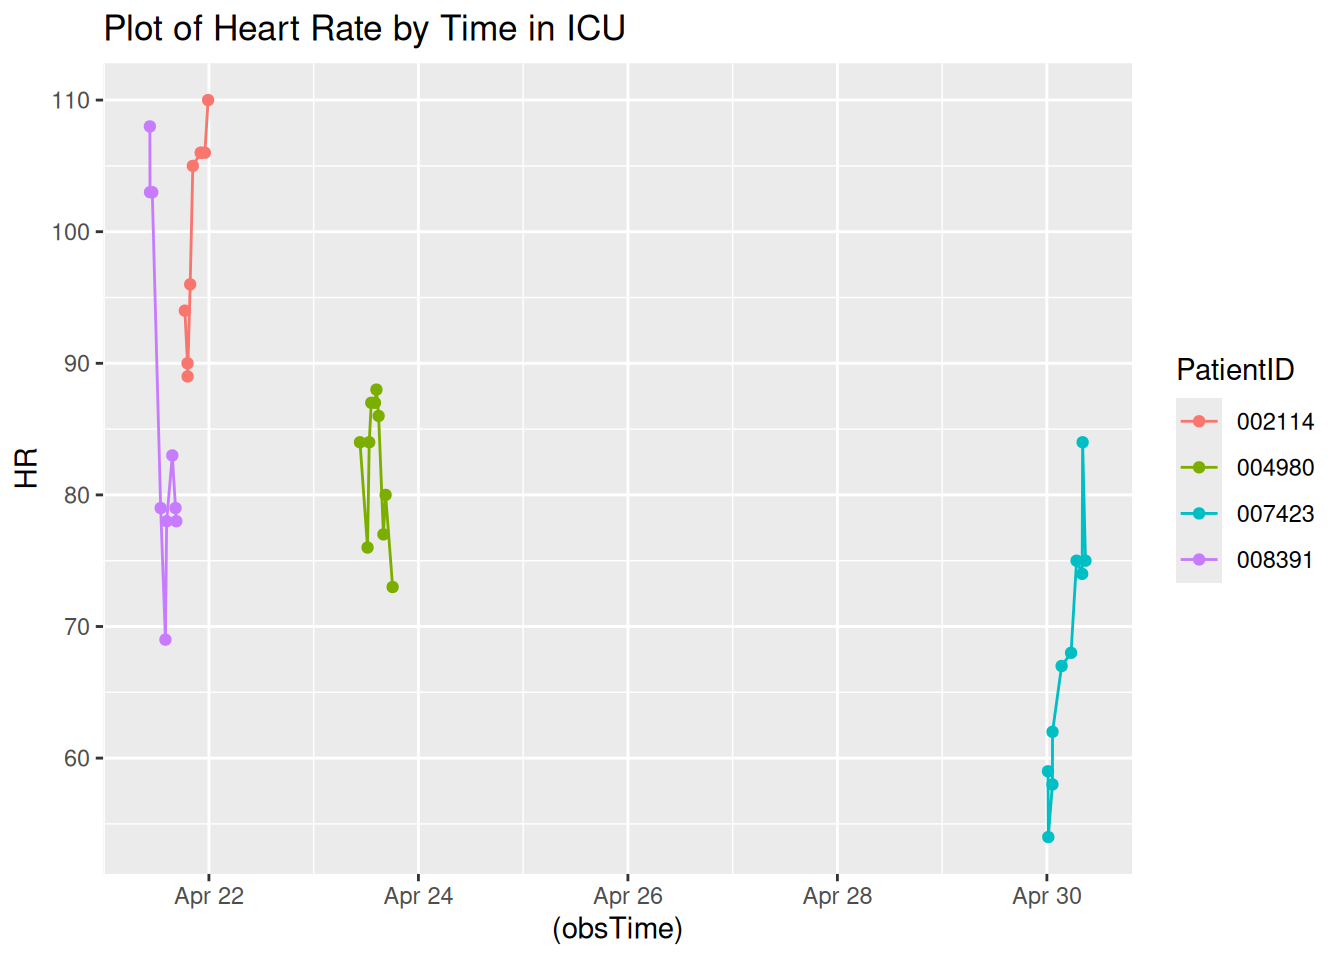 Plot of Heart Rate by Time in ICU
110
100
90
80
70
60
HR
Apr 22
Apr 24
Apr 26
Apr 28
Apr 30
(obsTime)
PatientID
002114
004980
007423
008391